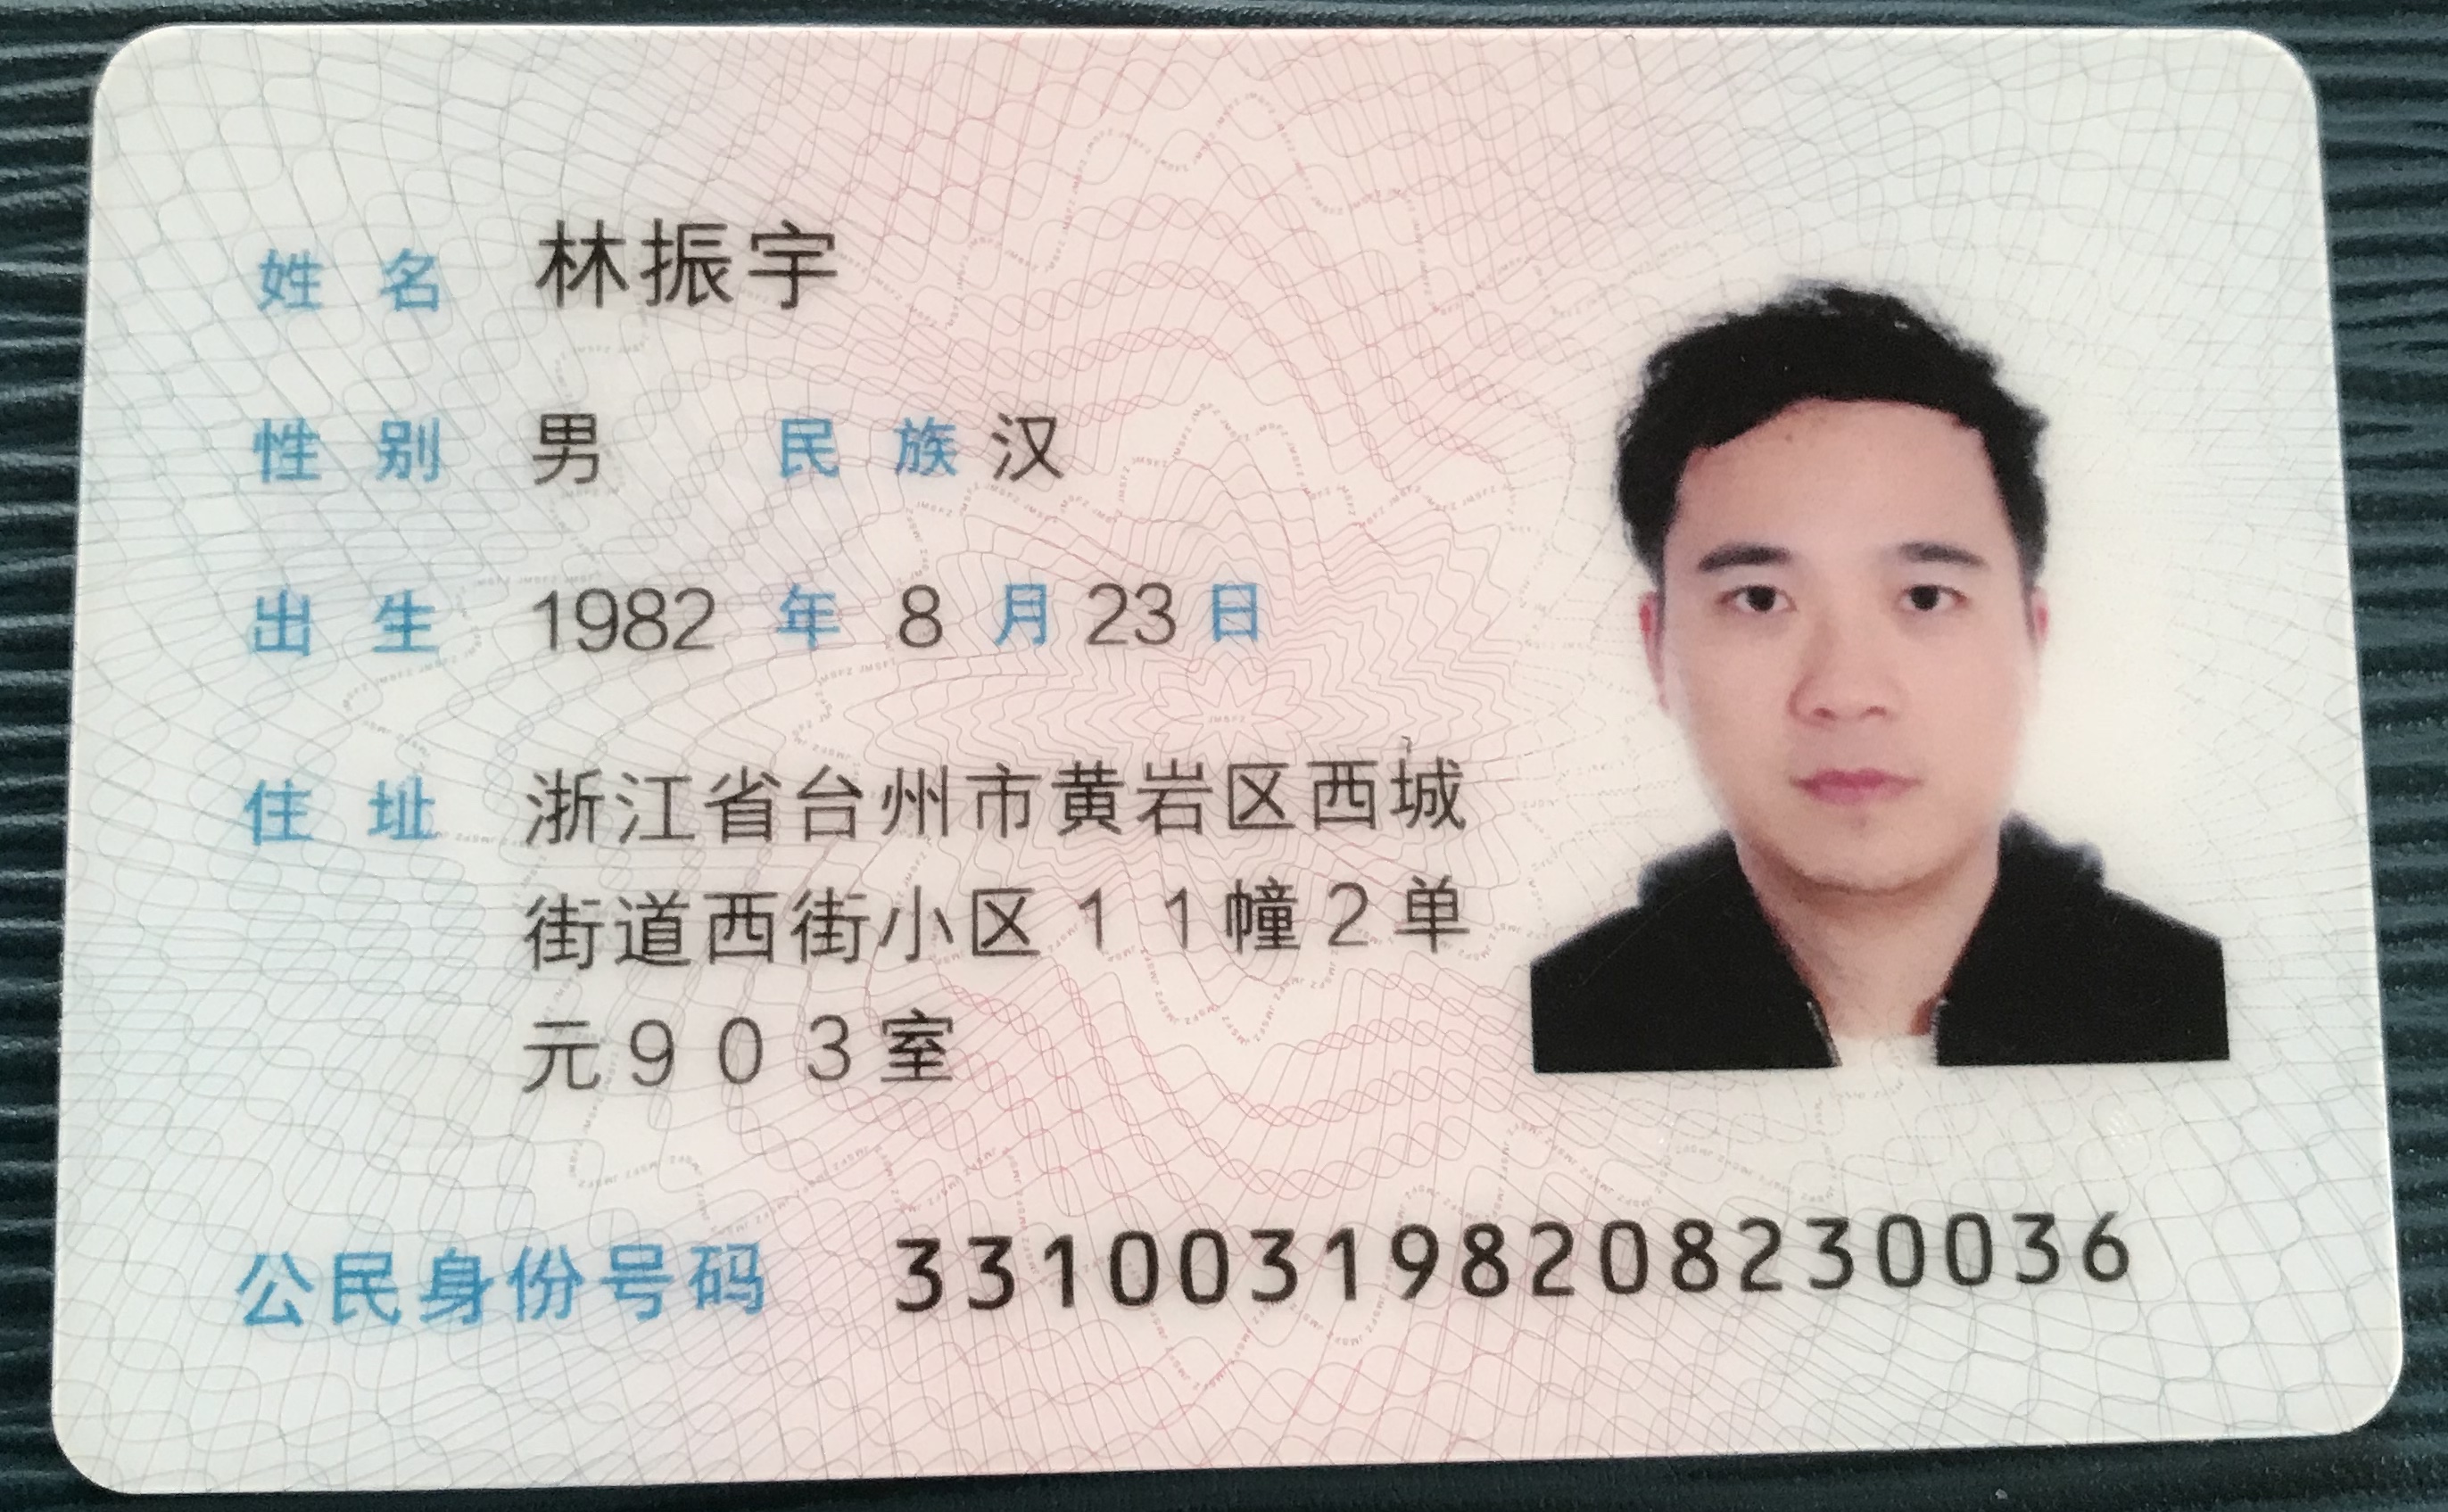 姓名 林振宇
性别 男 民族 汉
出生 1982 年 8 月 23 日
住址 浙江省台州市黄岩区西城
街道西街小区11幢2单
元903室
公民身份号码 331003198208230036